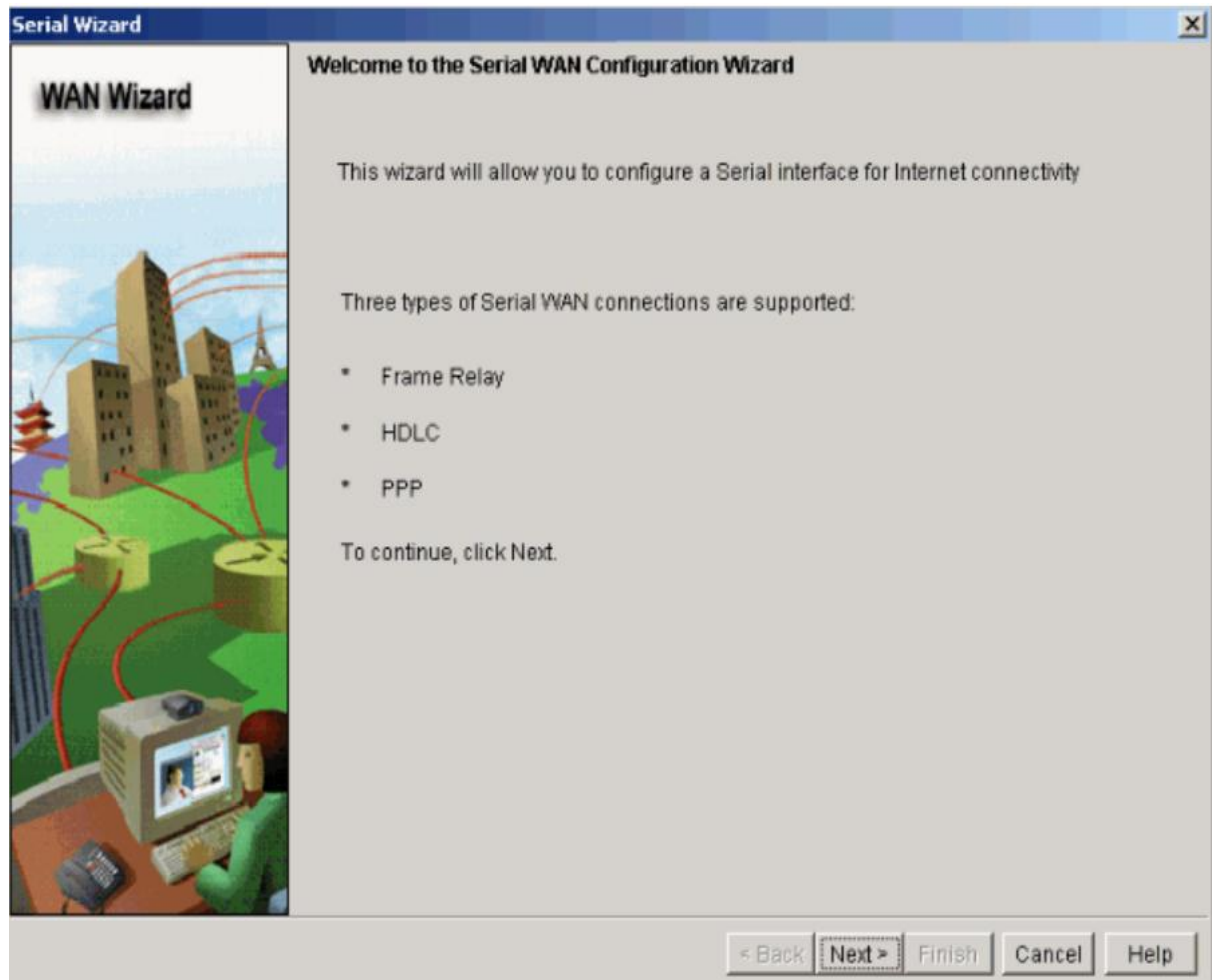 Serial Wizard
WAN Wizard
Welcome to the Serial WAN Configuration Wizard
This wizard will allow you to configure a Serial interface for Internet connectivity
Three types of Serial WAN connections are supported:
* Frame Relay
* HDLC
* PPP
To continue, click Next.
< Back Next > Finish Cancel Help